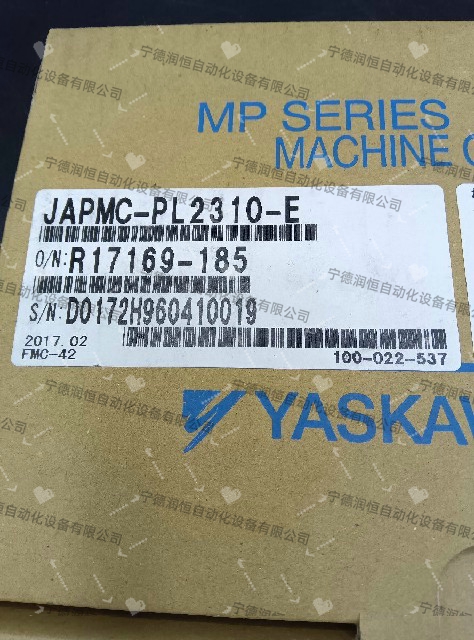 MP SERIES
MACHINE
JAPMC-PL2310-E
O/N:R17169-185
S/N:D0172H960410019
2017.02
FMC-42
100-022-537
YASKAW
宁德润恒自动化设备有限公司